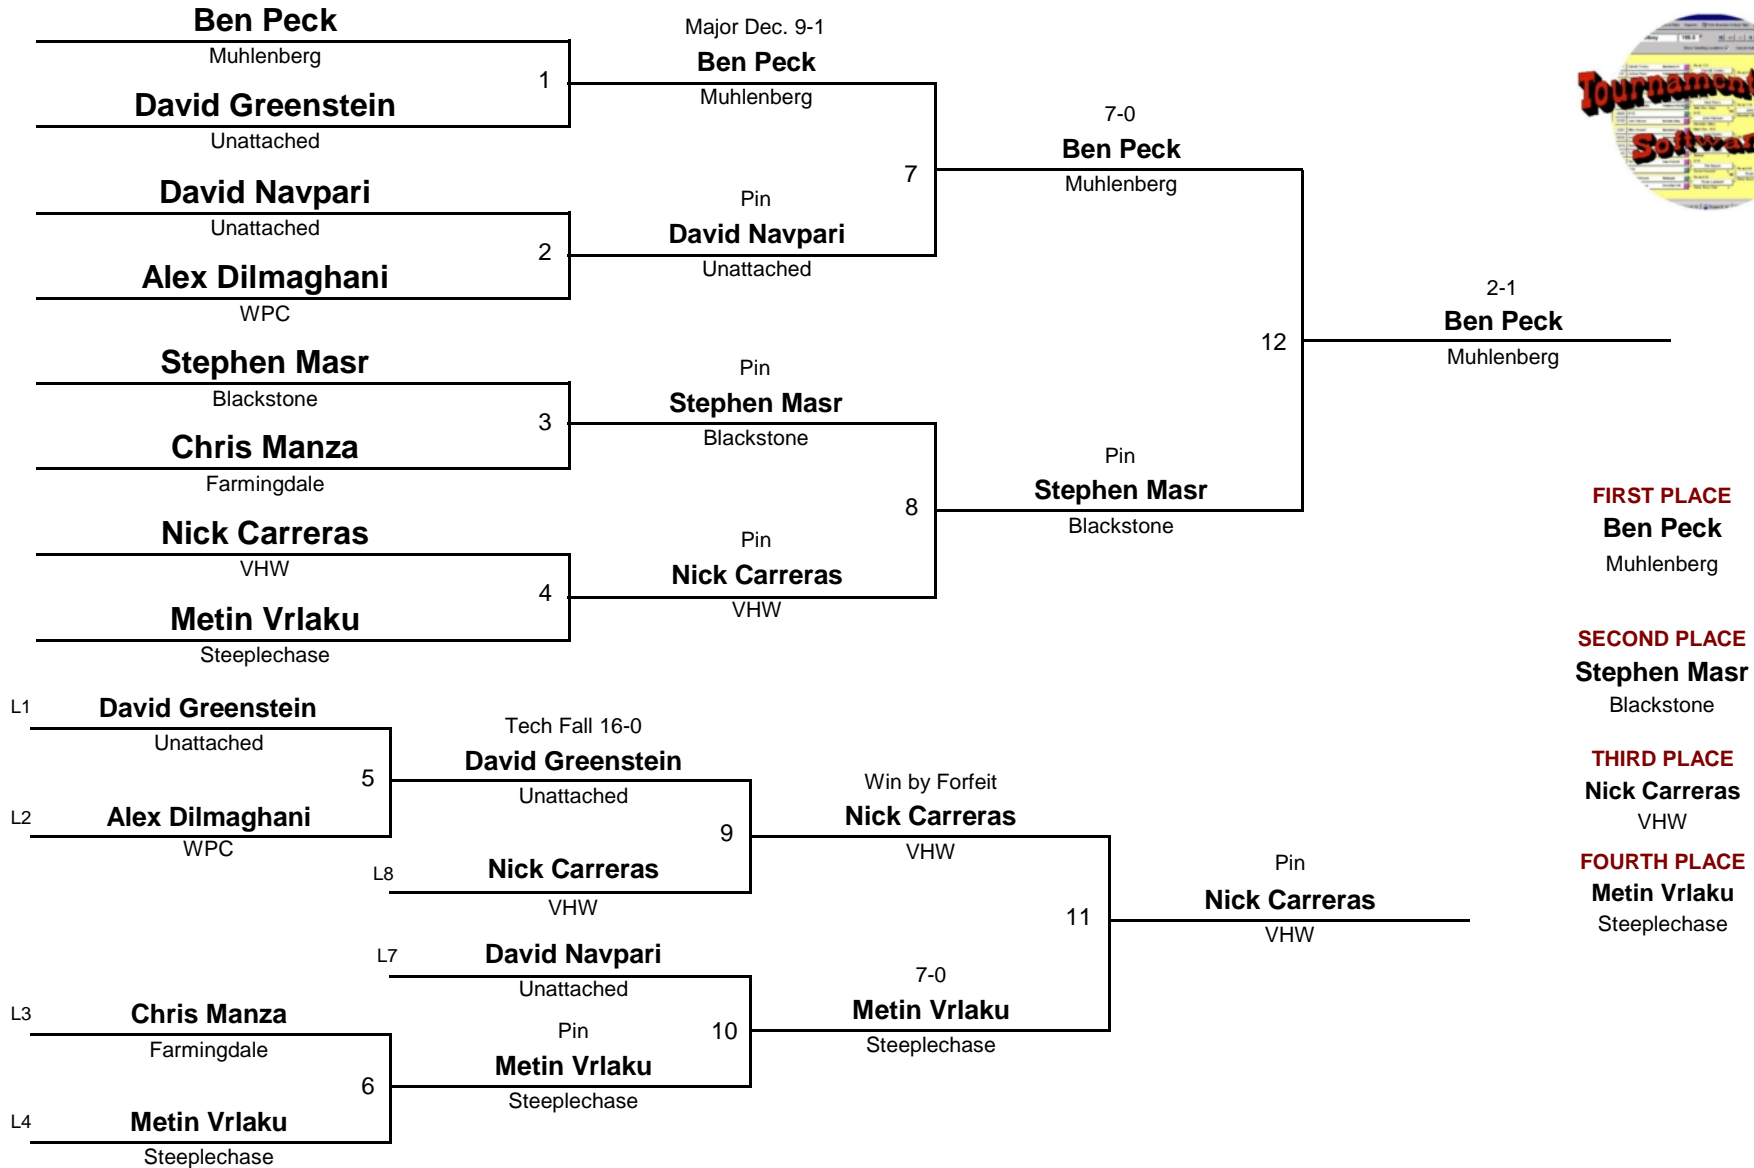 Ben Peck
Muhlenberg
1
David Greenstein
Unattached
David Navpari
Unattached
2
Alex Dilmaghani
WPC
Stephen Masr
Blackstone
3
Chris Manza
Farmingdale
Nick Carreras
VHW
4
Metin Vrlaku
Steeplechase
Major Dec. 9-1
Ben Peck
Muhlenberg
7
Pin
David Navpari
Unattached
Pin
Stephen Masr
Blackstone
8
Pin
Nick Carreras
VHW
7-0
Ben Peck
Muhlenberg
12
Pin
Stephen Masr
Blackstone
2-1
Ben Peck
Muhlenberg
Tournament
Softwar
FIRST PLACE
Ben Peck
Muhlenberg
SECOND PLACE
Stephen Masr
Blackstone
THIRD PLACE
Nick Carreras
VHW
FOURTH PLACE
Metin Vrlaku
Steeplechase
L1 David Greenstein
Unattached
5
L2 Alex Dilmaghani
WPC
Tech Fall 16-0
David Greenstein
Unattached
9
L8 Nick Carreras
VHW
L7 David Navpari
Unattached
10
L3 Chris Manza
Farmingdale
6
L4 Metin Vrlaku
Steeplechase
Pin
Metin Vrlaku
Steeplechase
Win by Forfeit
Nick Carreras
VHW
11
7-0
Metin Vrlaku
Steeplechase
Pin
Nick Carreras
VHW